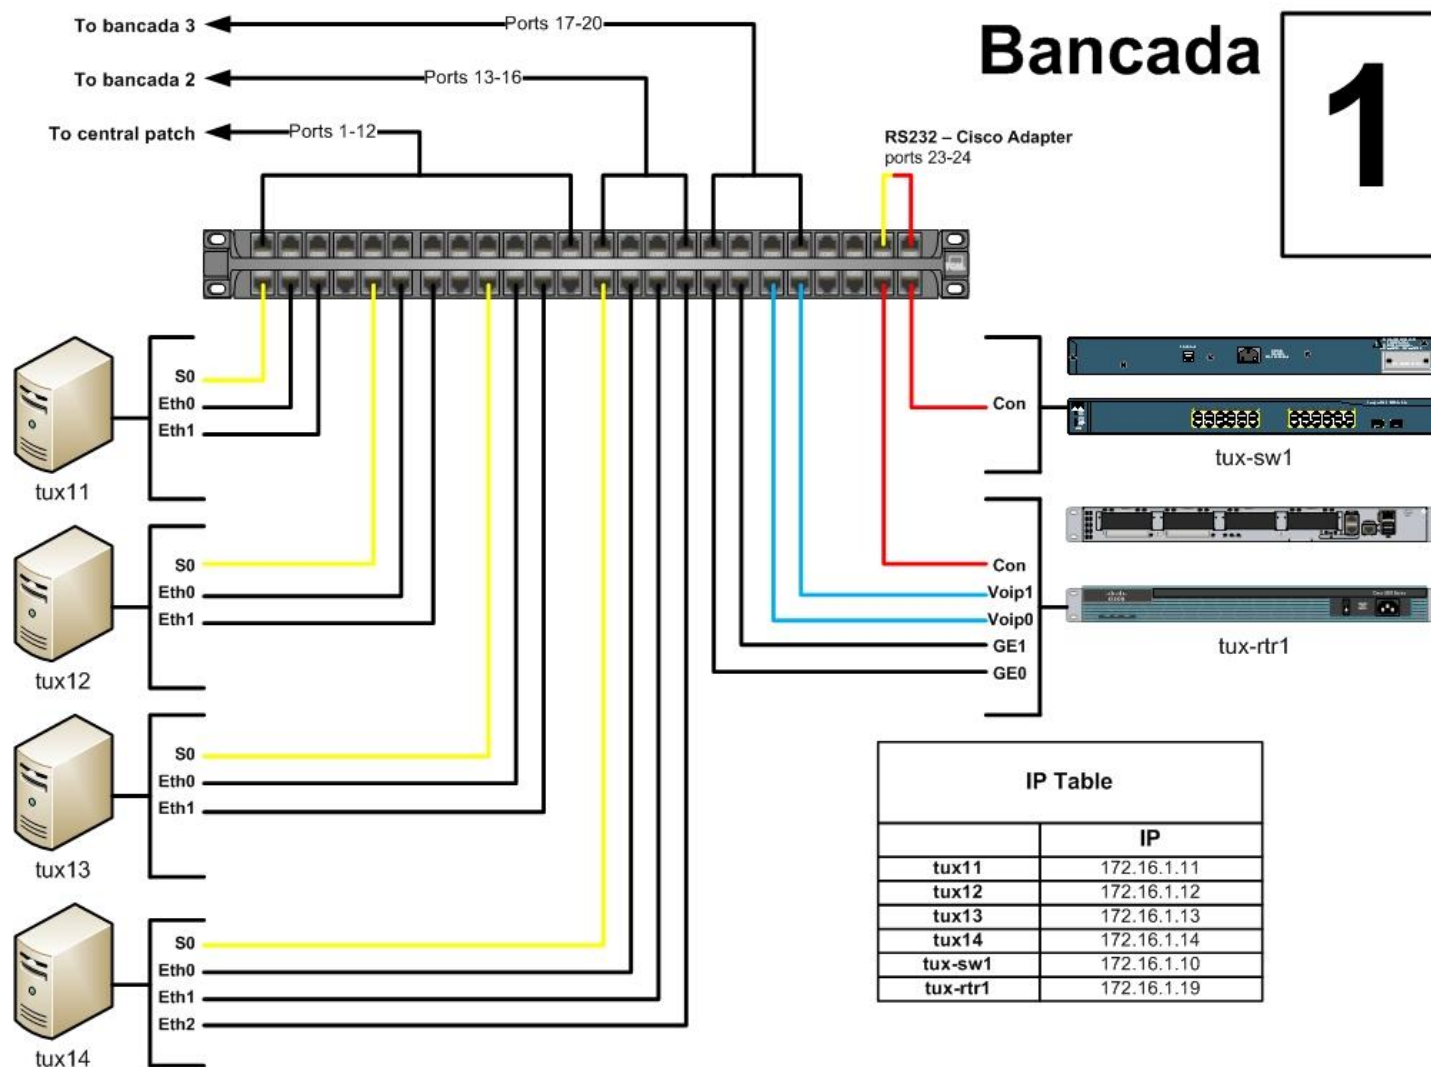 To bancada 3
Ports 17-20
To bancada 2
Ports 13-16
To central patch
Ports 1-12
Bancada
1
RS232 – Cisco Adapter
ports 23-24
S0
Eth0
Eth1
tux11
S0
Eth0
Eth1
tux12
S0
Eth0
Eth1
tux13
S0
Eth0
Eth1
Eth2
tux14
Con
tux-sw1
Con
Voip1
Voip0
GE1
GE0
tux-rtr1
IP Table
IP
tux11 172.16.1.11
tux12 172.16.1.12
tux13 172.16.1.13
tux14 172.16.1.14
tux-sw1 172.16.1.10
tux-rtr1 172.16.1.19